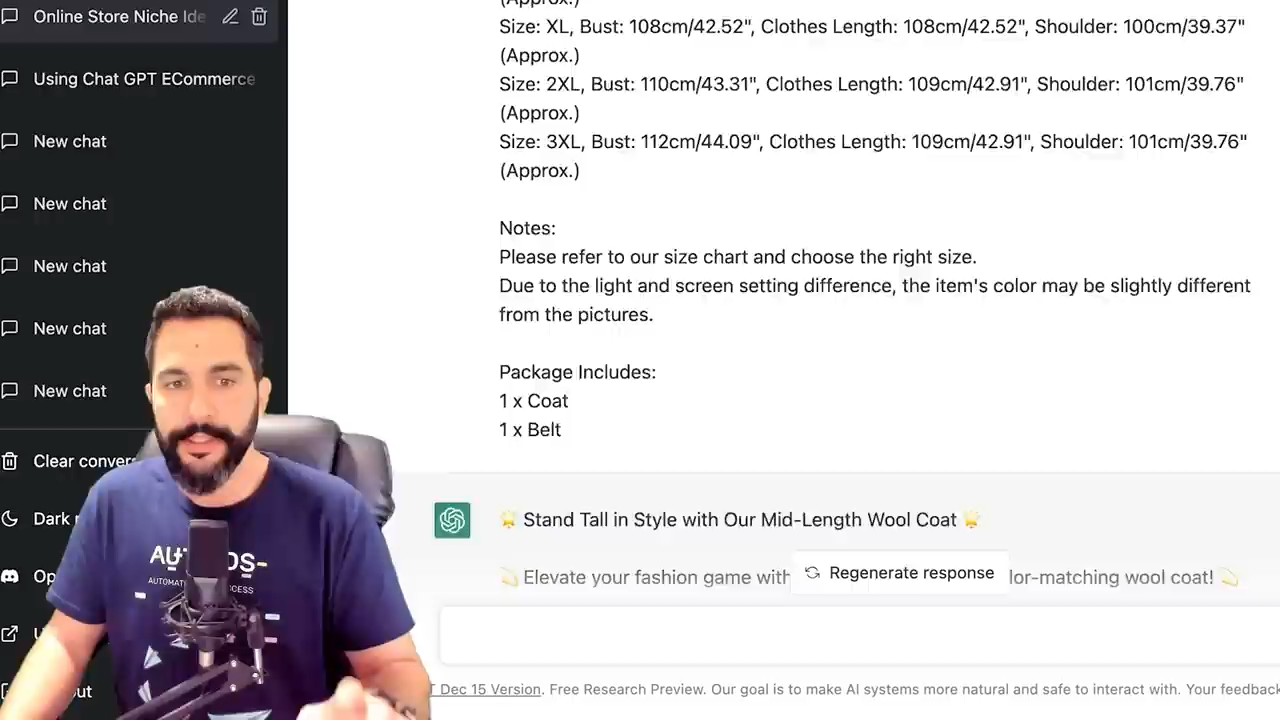 Online Store Niche Ide
Using Chat GPT ECommerce
New chat
New chat
New chat
New chat
New chat
Clear conver
Dark
Op
U
out
(Approx.)
Size: XL, Bust: 108cm/42.52", Clothes Length: 108cm/42.52", Shoulder: 100cm/39.37"
(Approx.)
Size: 2XL, Bust: 110cm/43.31", Clothes Length: 109cm/42.91", Shoulder: 101cm/39.76"
(Approx.)
Size: 3XL, Bust: 112cm/44.09", Clothes Length: 109cm/42.91", Shoulder: 101cm/39.76"
(Approx.)
Notes:
Please refer to our size chart and choose the right size.
Due to the light and screen setting difference, the item's color may be slightly different
from the pictures.
Package Includes:
1 x Coat
1 x Belt
🌟 Stand Tall in Style with Our Mid-Length Wool Coat 🌟
💫 Elevate your fashion game with lor-matching wool coat! 💫
Regenerate response
T Dec 15 Version. Free Research Preview. Our goal is to make AI systems more natural and safe to interact with. Your feedback